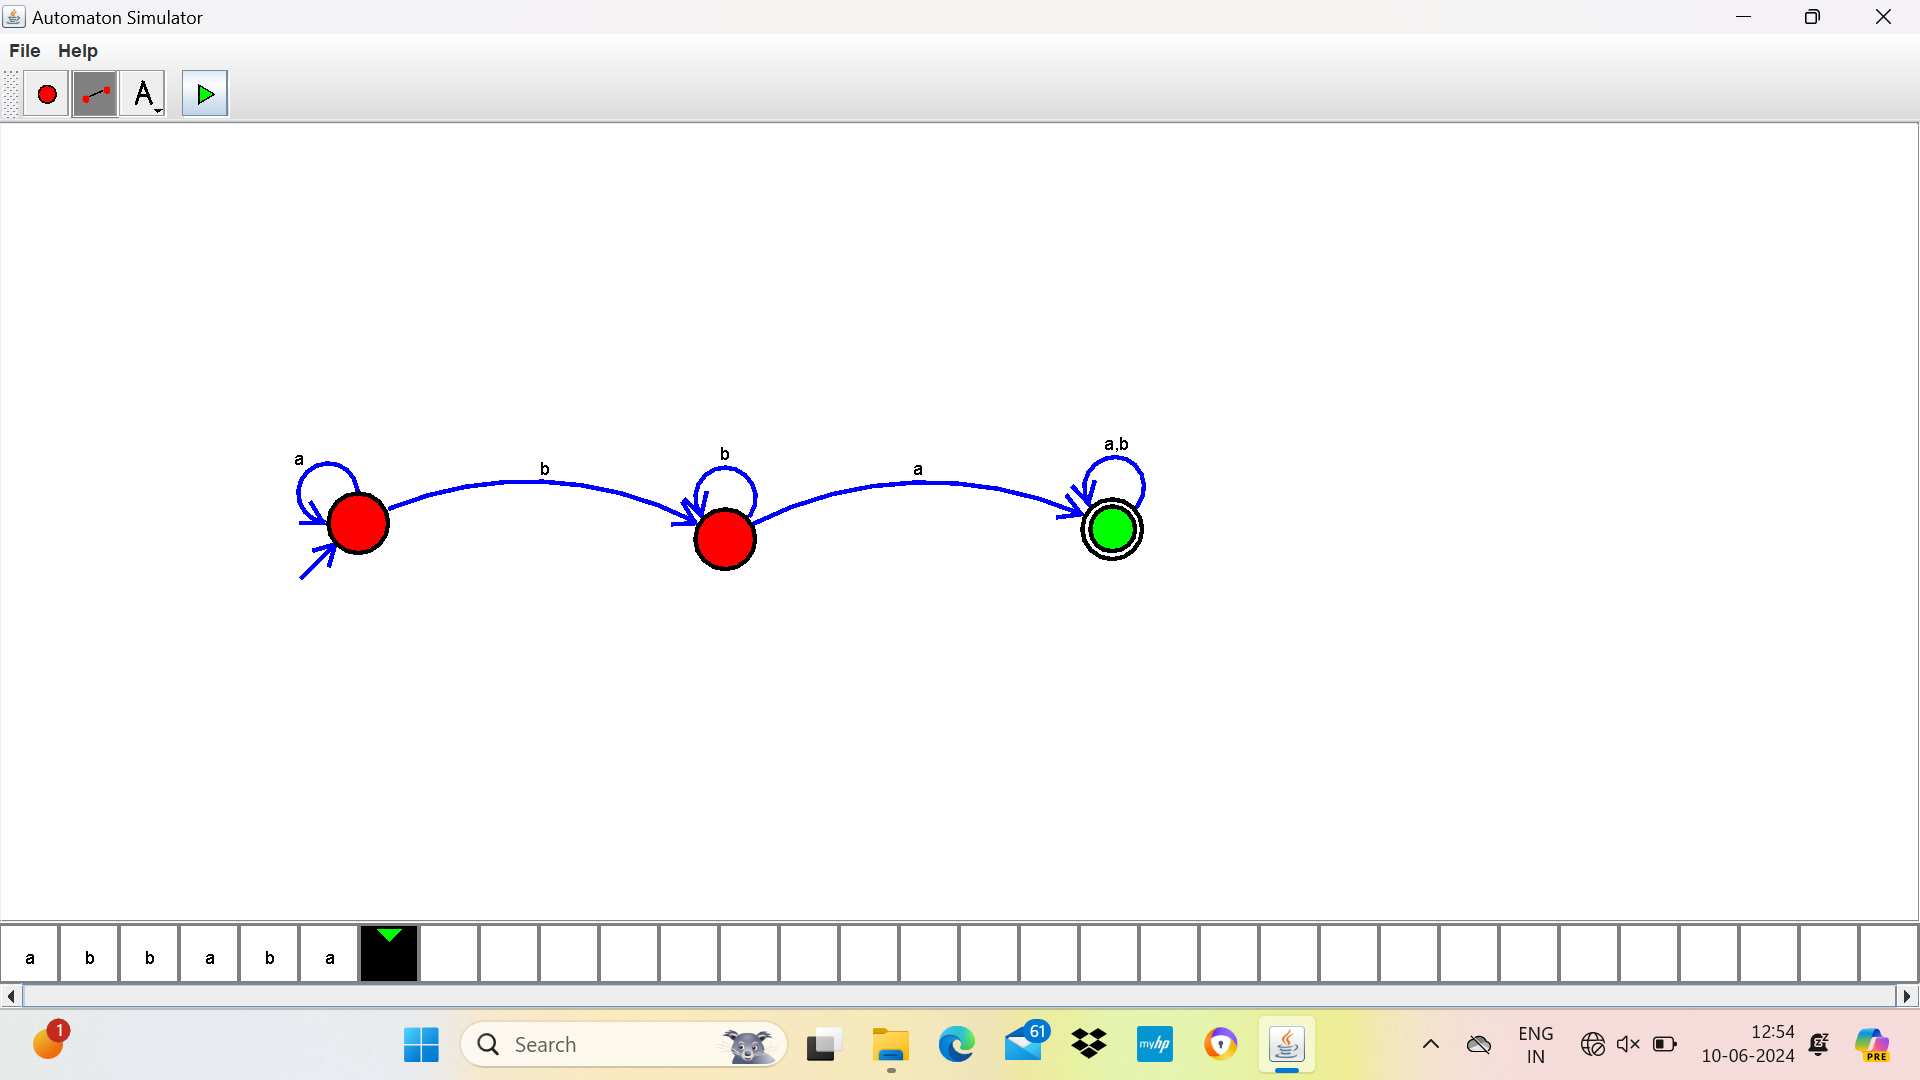 Automaton Simulator
File Help
A
a,b
b
a
b
a
a b b a b a
1
Search
61
myhp
ENG
IN
12:54
10-06-2024
PRE